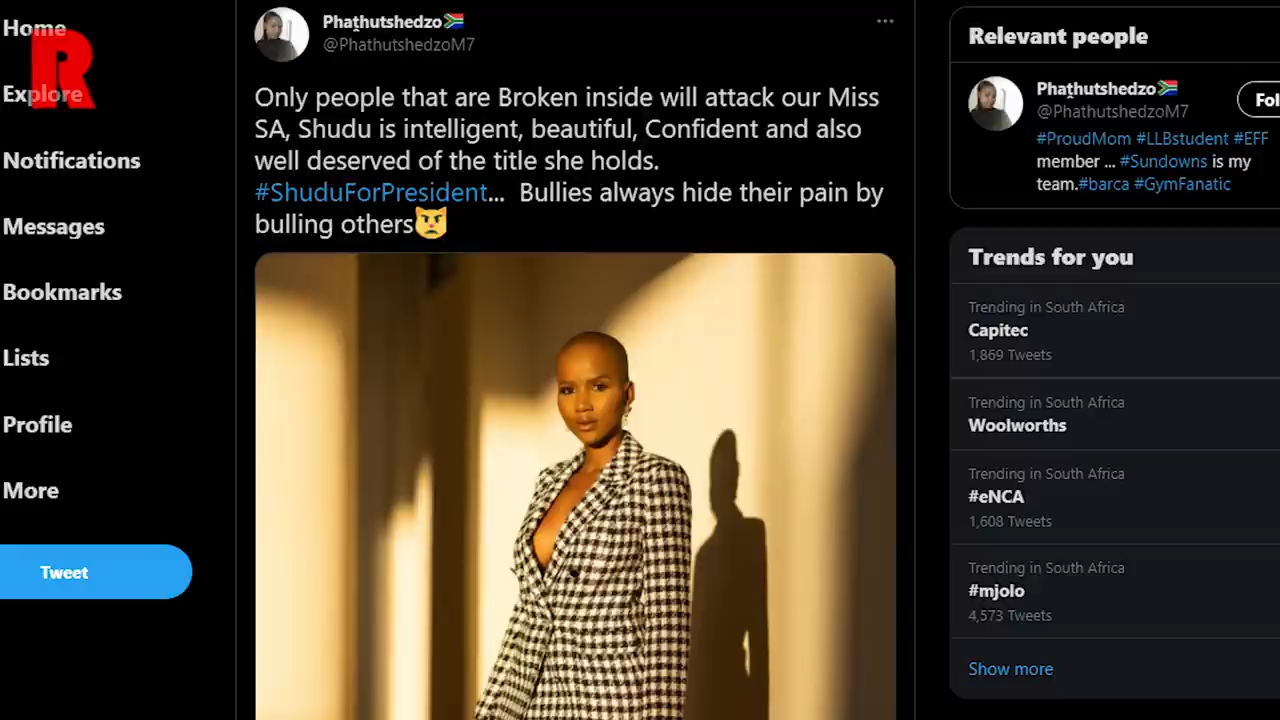 Home
R
Explore
Notifications
Messages
Bookmarks
Lists
Profile
More
Tweet
Phaṱhutshedzo🇿🇦
@PhathutshedzoM7
Only people that are Broken inside will attack our Miss
SA, Shudu is intelligent, beautiful, Confident and also
well deserved of the title she holds.
#ShuduForPresident... Bullies always hide their pain by
bulling others😾
Relevant people
Phaṱhutshedzo🇿🇦
@PhathutshedzoM7
Fol
#ProudMom #LLBstudent #EFF
member ... #Sundowns is my
team.#barca #GymFanatic
Trends for you
Trending in South Africa
Capitec
1,869 Tweets
Trending in South Africa
Woolworths
Trending in South Africa
#eNCA
1,608 Tweets
Trending in South Africa
#mjolo
4,573 Tweets
Show more